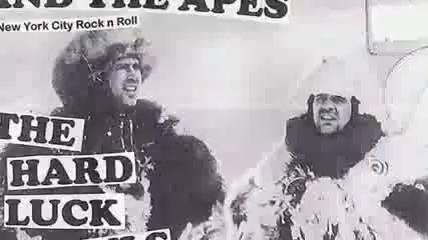 AND THE APES
New York City Rock n Roll
THE
HARD
LUCK